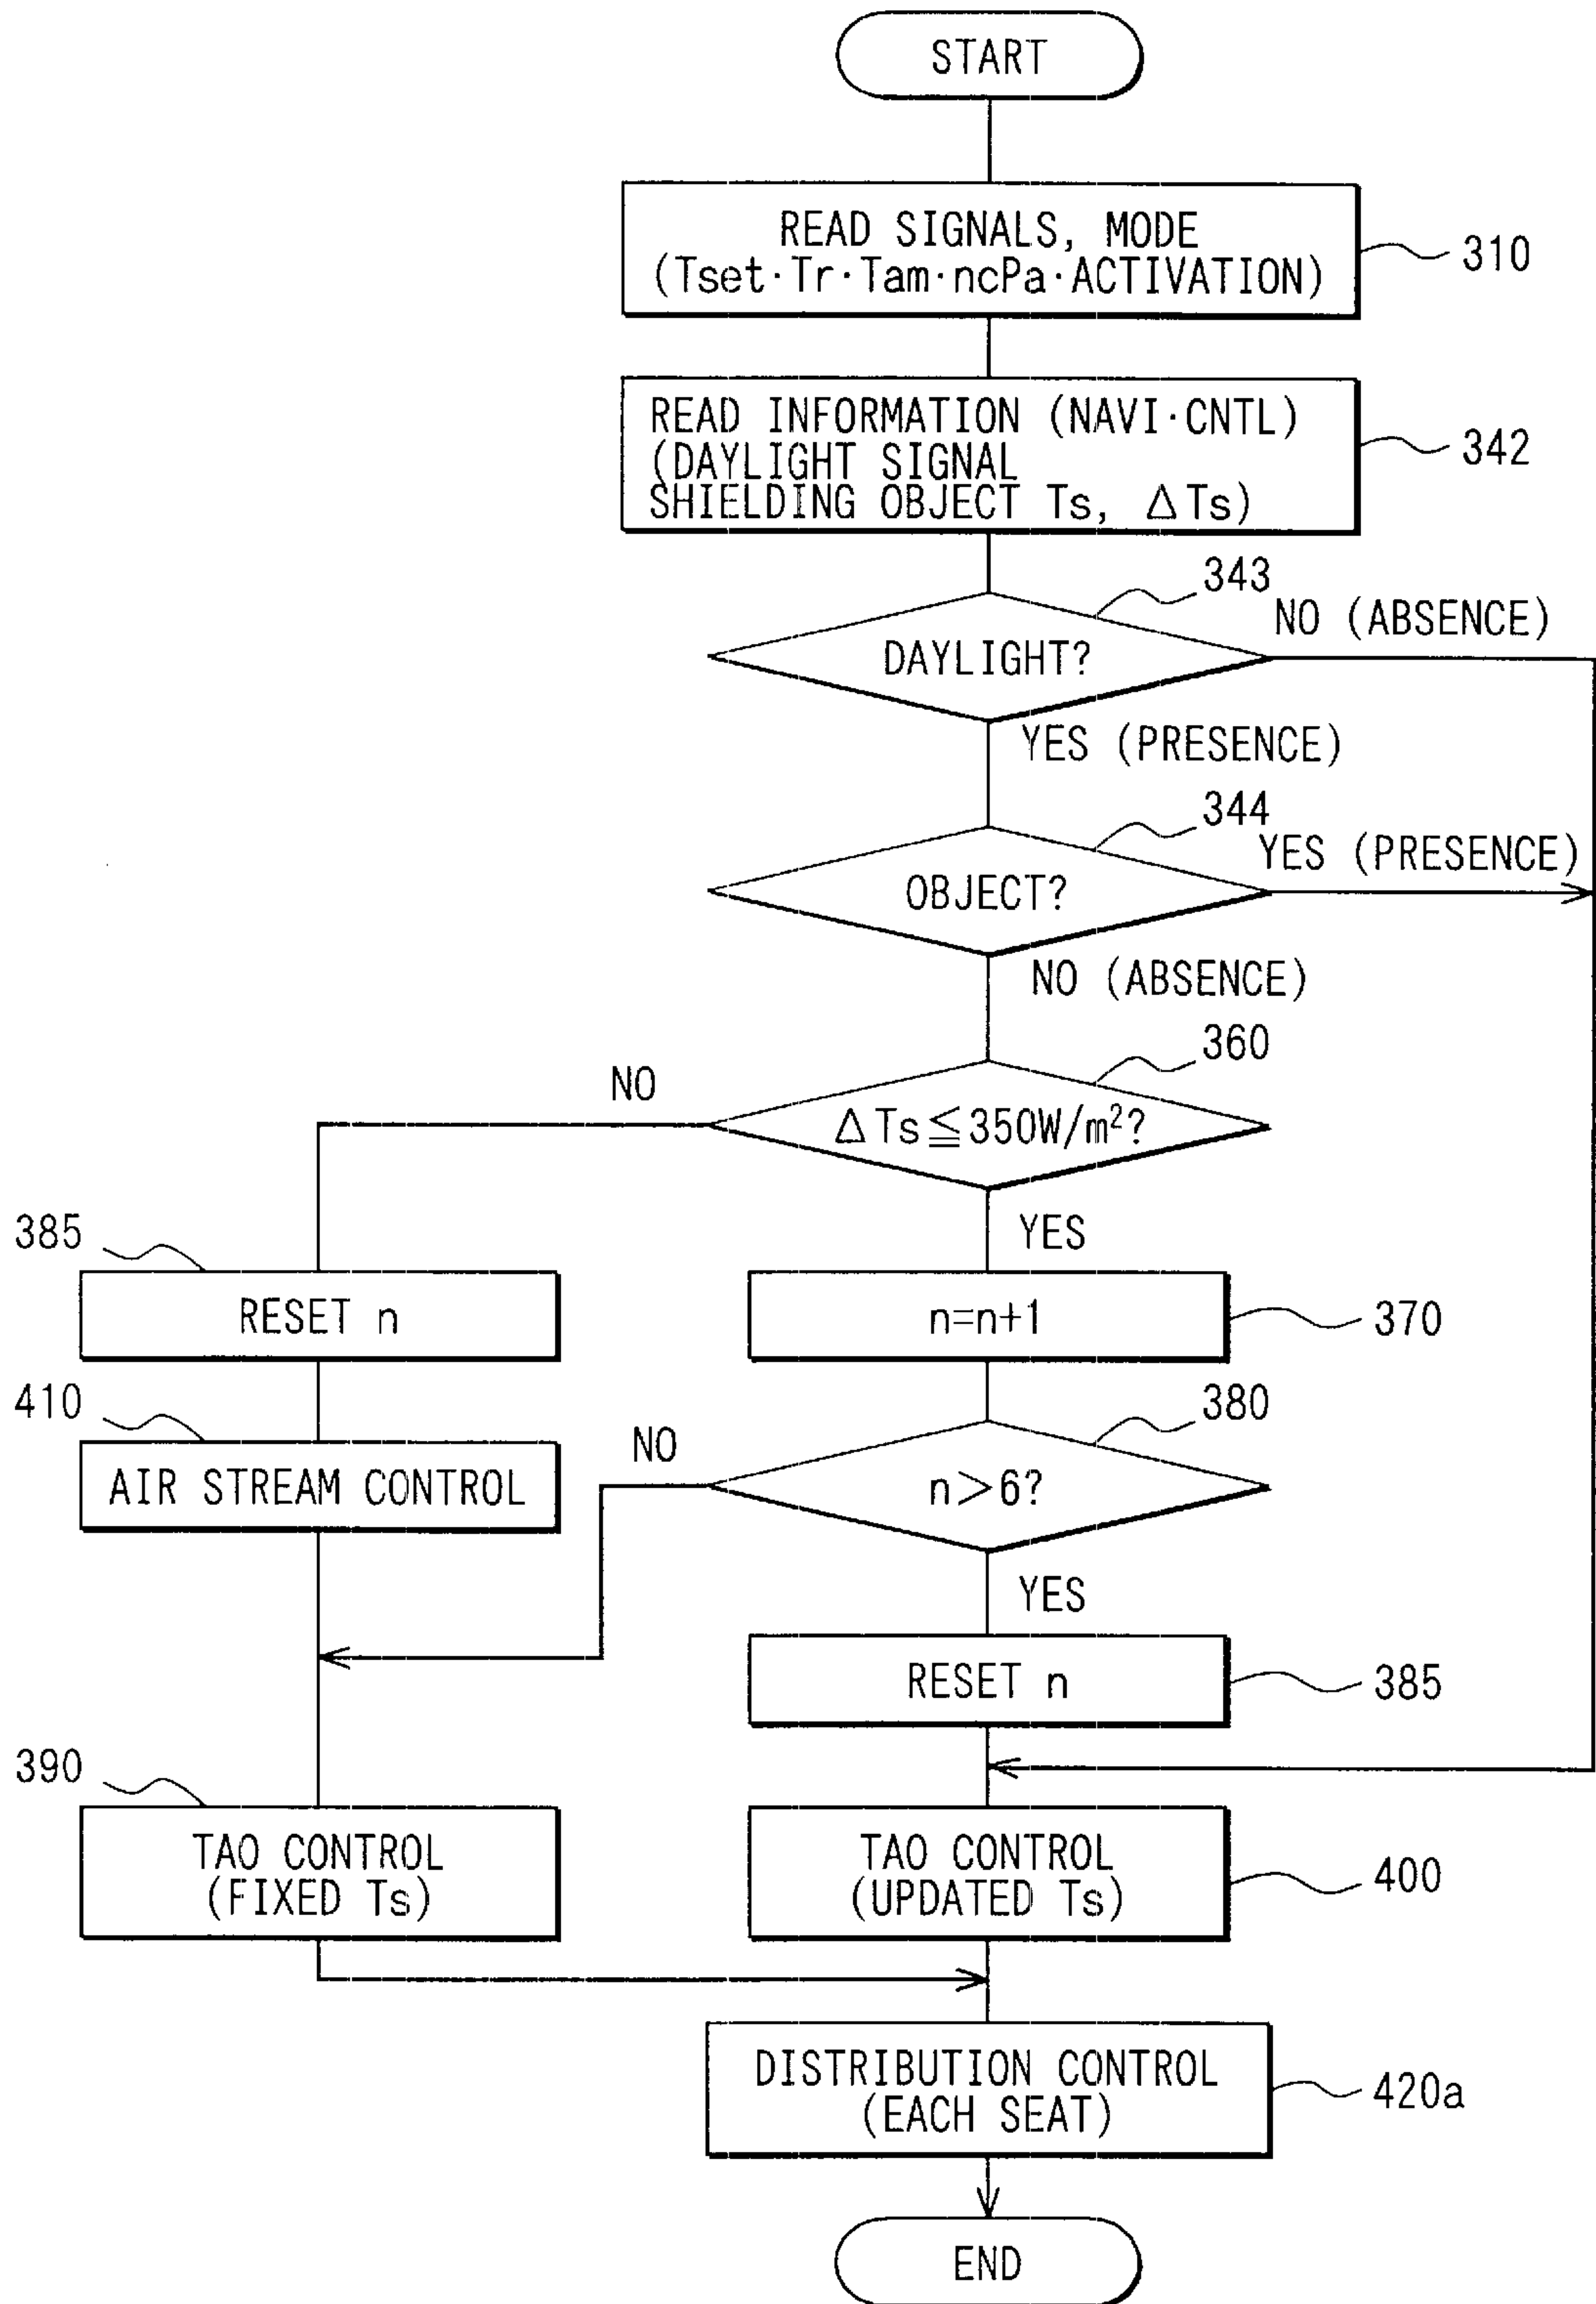 START
READ SIGNALS, MODE
(Tset·Tr·Tam·ncPa·ACTIVATION)
310
READ INFORMATION (NAVI·CNTL)
(DAYLIGHT SIGNAL
SHIELDING OBJECT Ts, ΔTs)
342
343
NO (ABSENCE)
DAYLIGHT?
YES (PRESENCE)
344
YES (PRESENCE)
OBJECT?
NO (ABSENCE)
360
NO
ΔTs≦350W/m²?
YES
385
RESET n
n=n+1
370
410
AIR STREAM CONTROL
380
NO
n>6?
YES
RESET n
385
390
TAO CONTROL
(FIXED Ts)
TAO CONTROL
(UPDATED Ts)
400
DISTRIBUTION CONTROL
(EACH SEAT)
420a
END